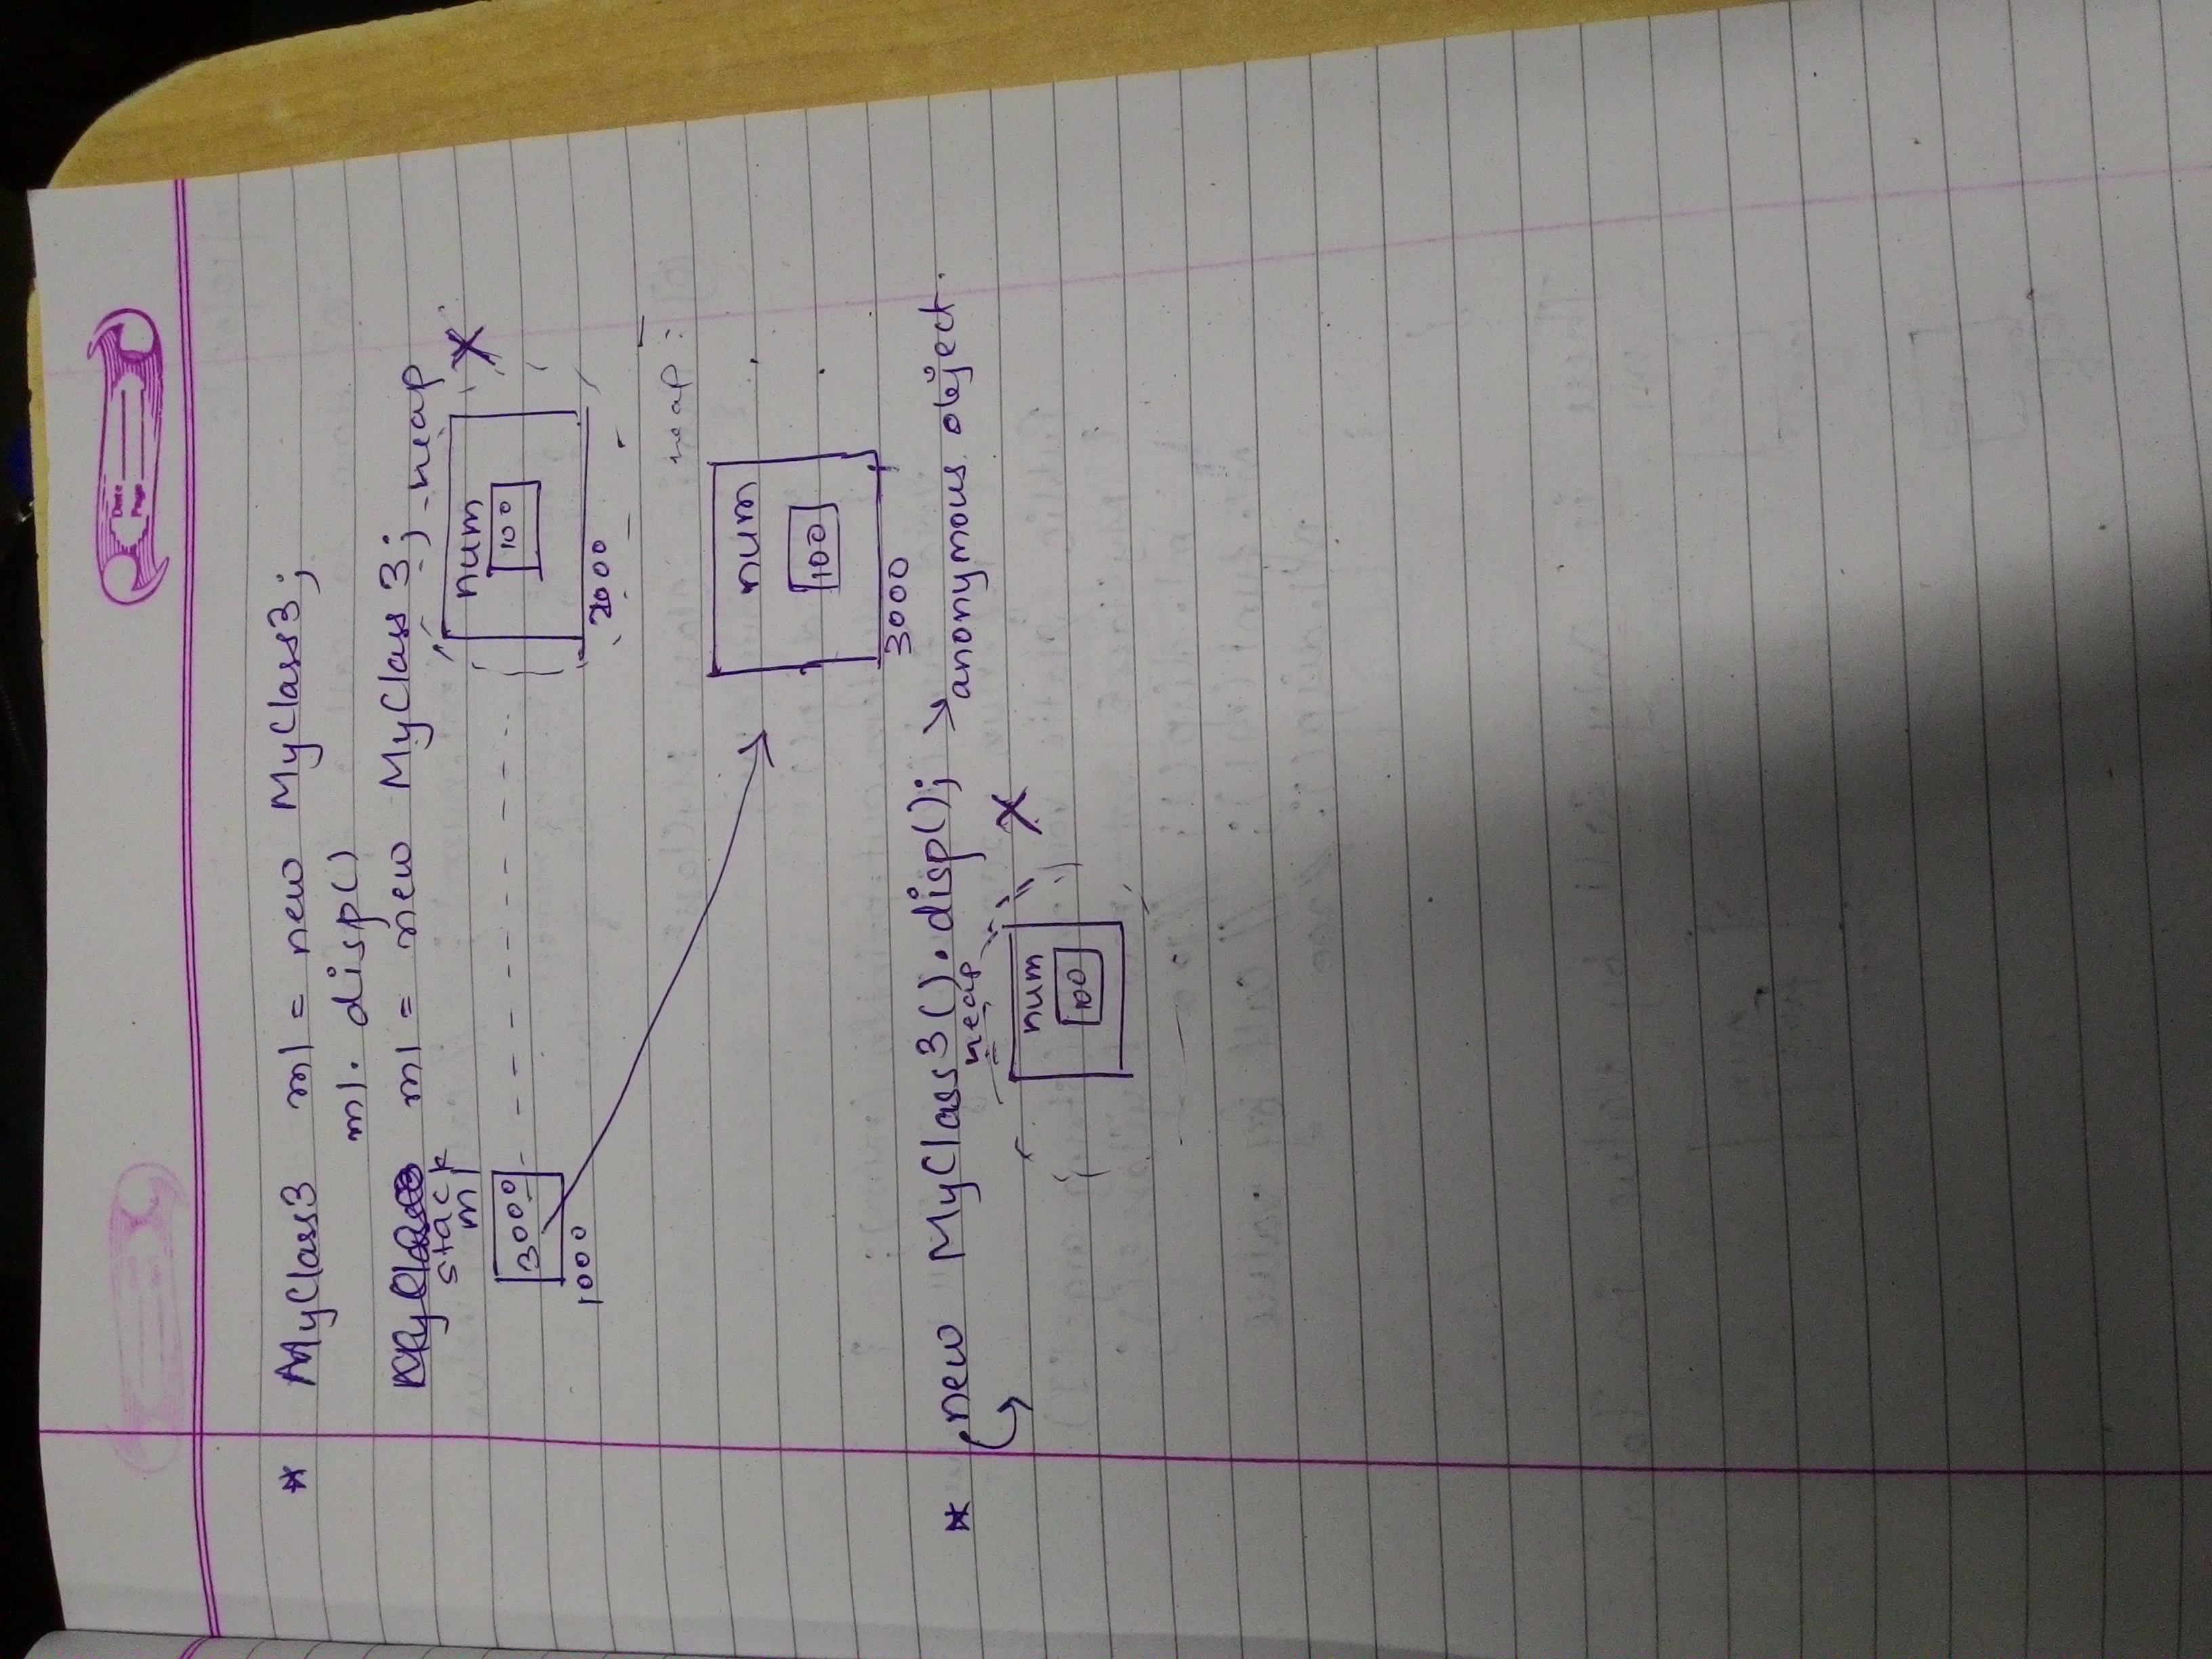 Date
Page
* MyClass3 m1 = new MyClass3;
m1. disp()
m1 = new MyClass 3;
stack
heap
m1
num
X
3000
100
1000
2000
heap :
num
100
3000
* new MyClass3().disp(); → anonymous object.
heap
num
X
100